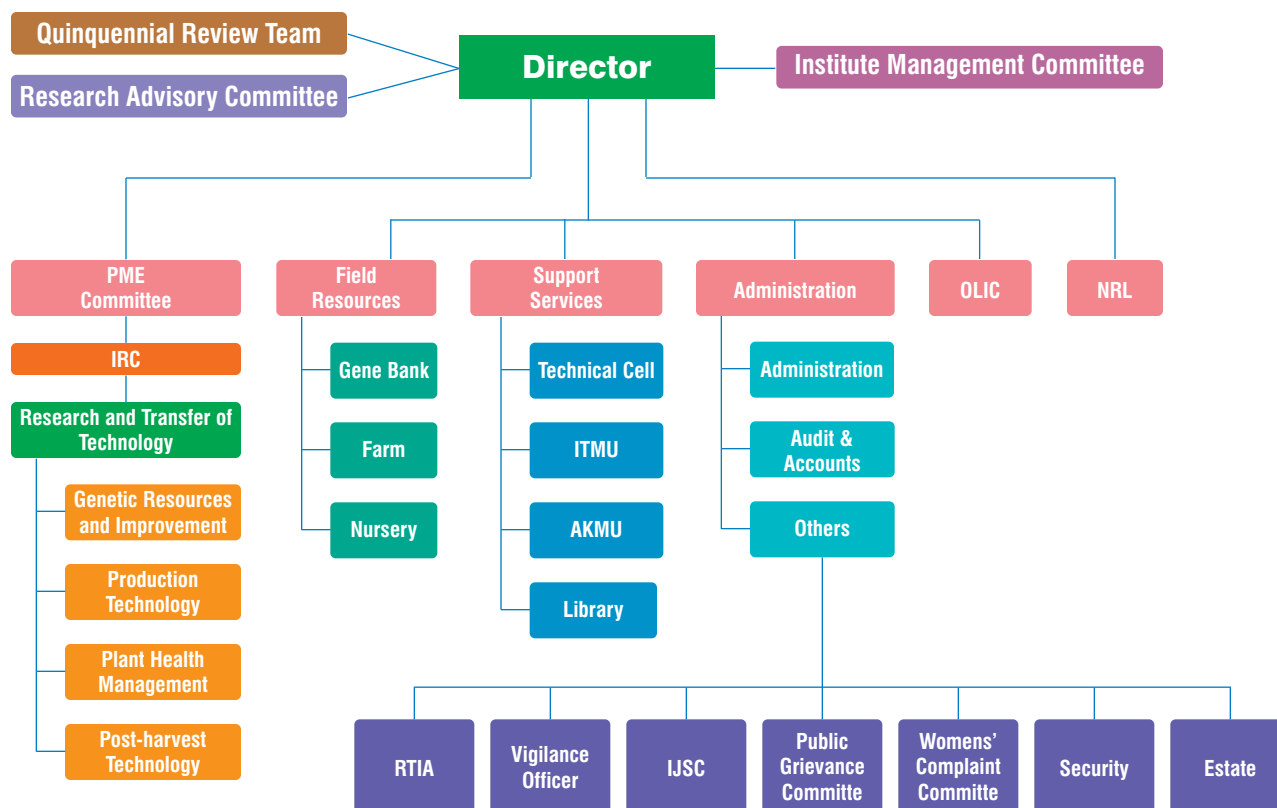 Quinquennial Review Team
Director
Institute Management Committee
Research Advisory Committee
PME
Committee
Field
Resources
Support
Services
Administration
OLIC
NRL
IRC
Research and Transfer of
Technology
Genetic Resources
and Improvement
Production
Technology
Plant Health
Management
Post-harvest
Technology
Gene Bank
Farm
Nursery
Technical Cell
ITMU
AKMU
Library
Administration
Audit &
Accounts
Others
RTIA
Vigilance
Officer
IJSC
Public
Grievance
Committe
Womens'
Complaint
Committe
Security
Estate